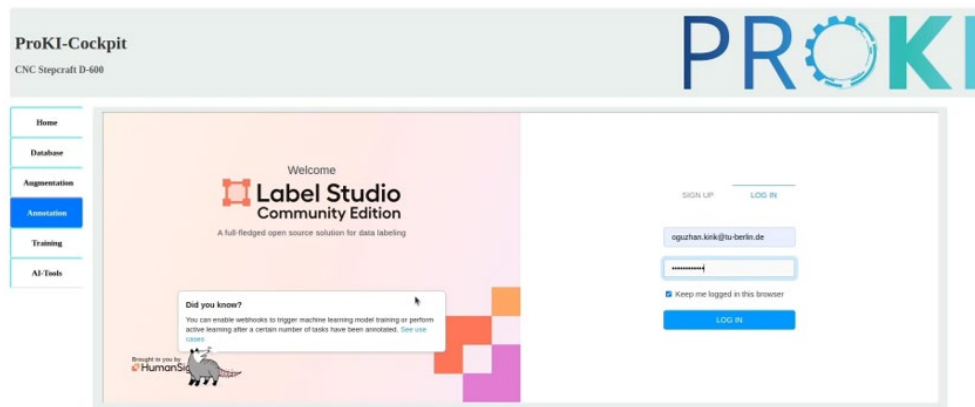 ProKI-Cockpit
CNC Stepcraft D-600
PROKI
Home
Database
Augmentation
Annotation
Training
AI-Tools
Welcome
Label Studio
Community Edition
A full-fledged open source solution for data labeling
Did you know?
You can enable webhooks to trigger machine learning model training or perform
active learning after a certain number of tasks have been annotated. See use
cases
Brought to you by
HumanSig
SIGN UP
LOG IN
oguzhan.kink@tu-berlin.de
••••••••••••
Keep me logged in this browser
LOG IN